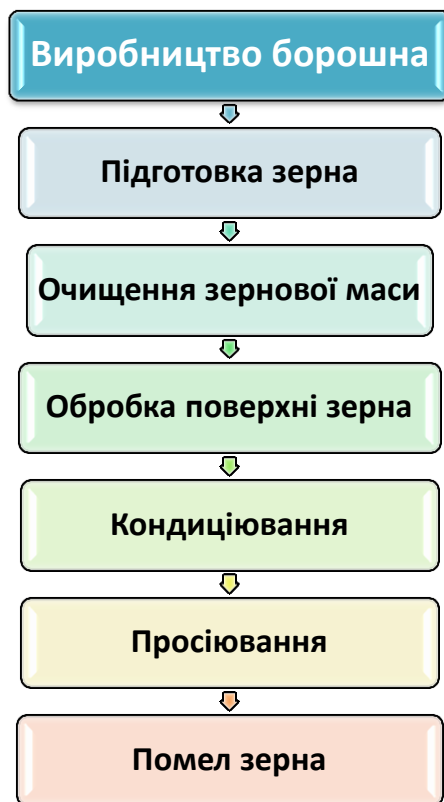 Виробництво борошна
Підготовка зерна
Очищення зернової маси
Обробка поверхні зерна
Кондиціювання
Просіювання
Помел зерна